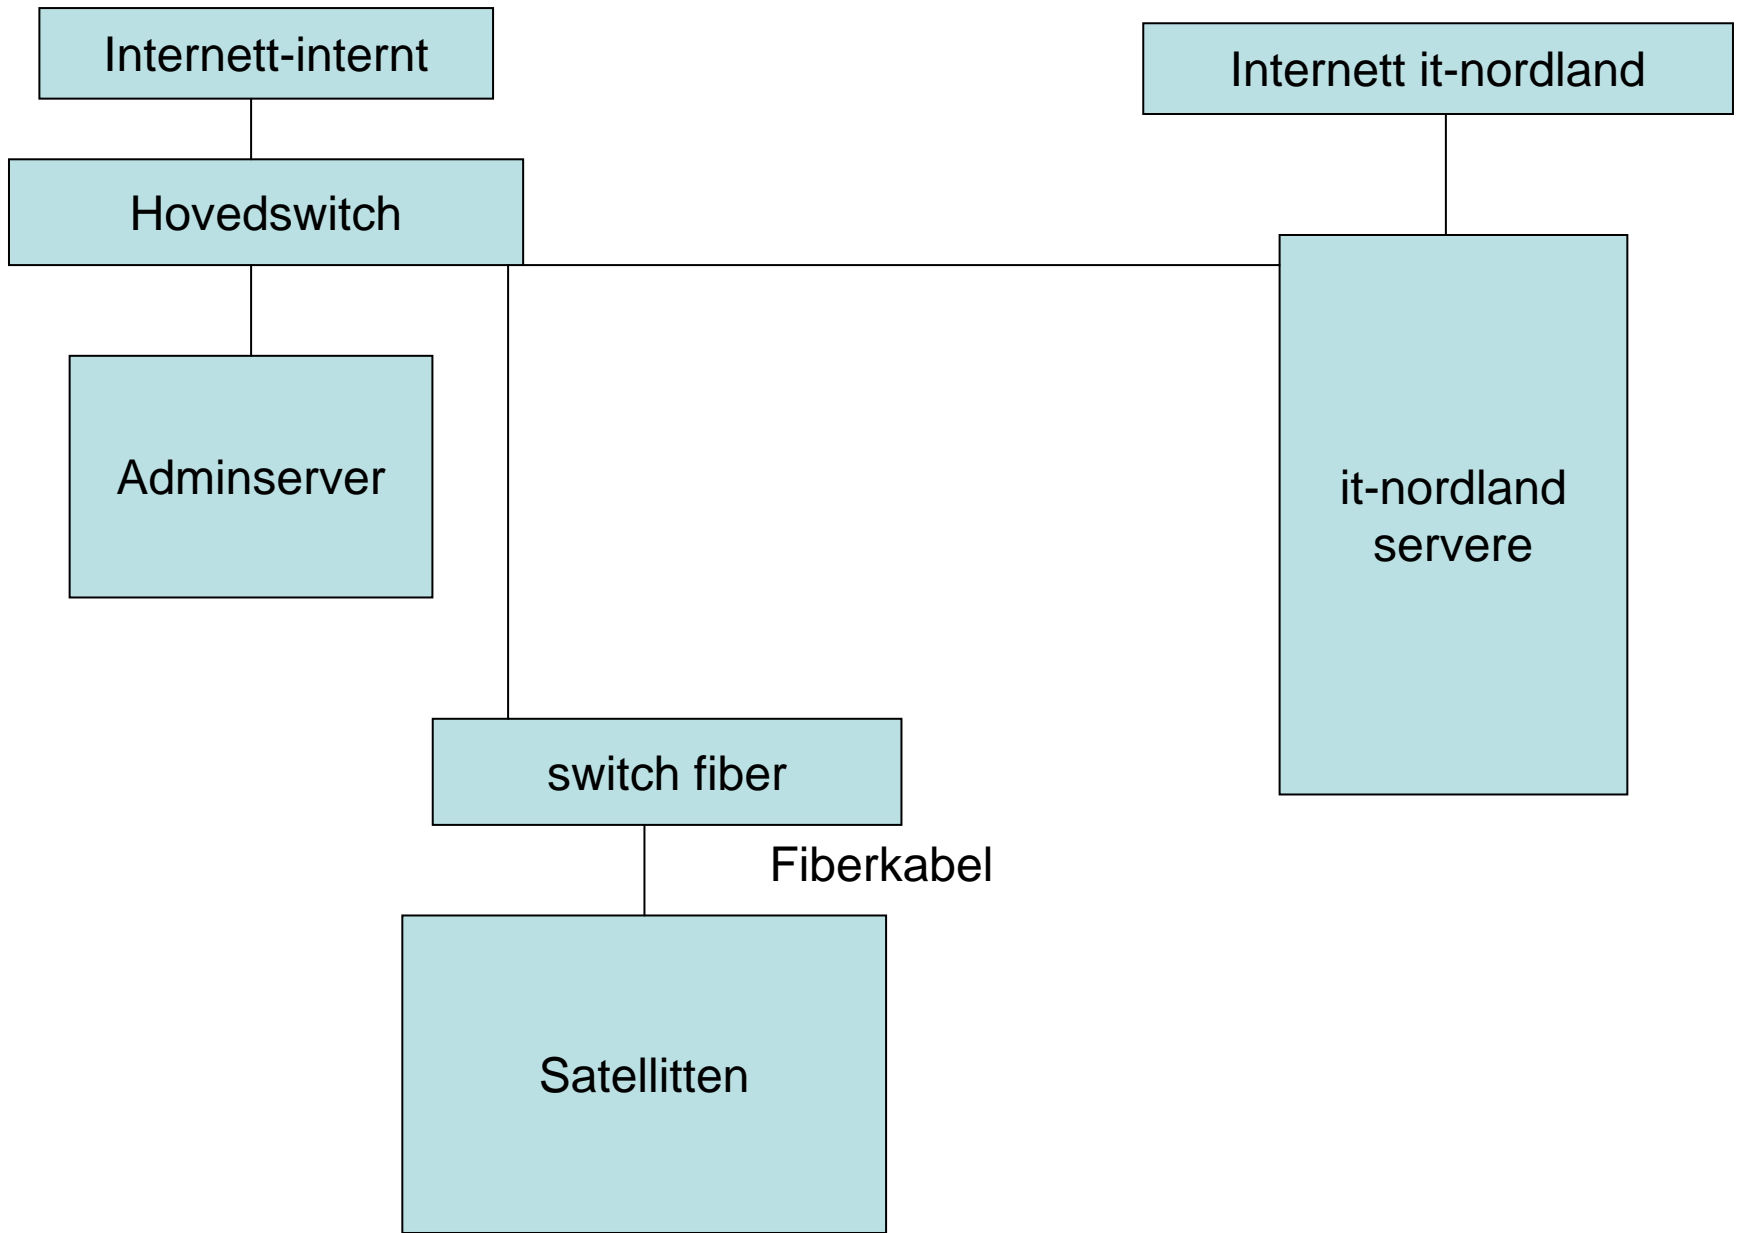 Internett-internt
Internett it-nordland
Hovedswitch
Adminserver
it-nordland
servere
switch fiber
Fiberkabel
Satellitten